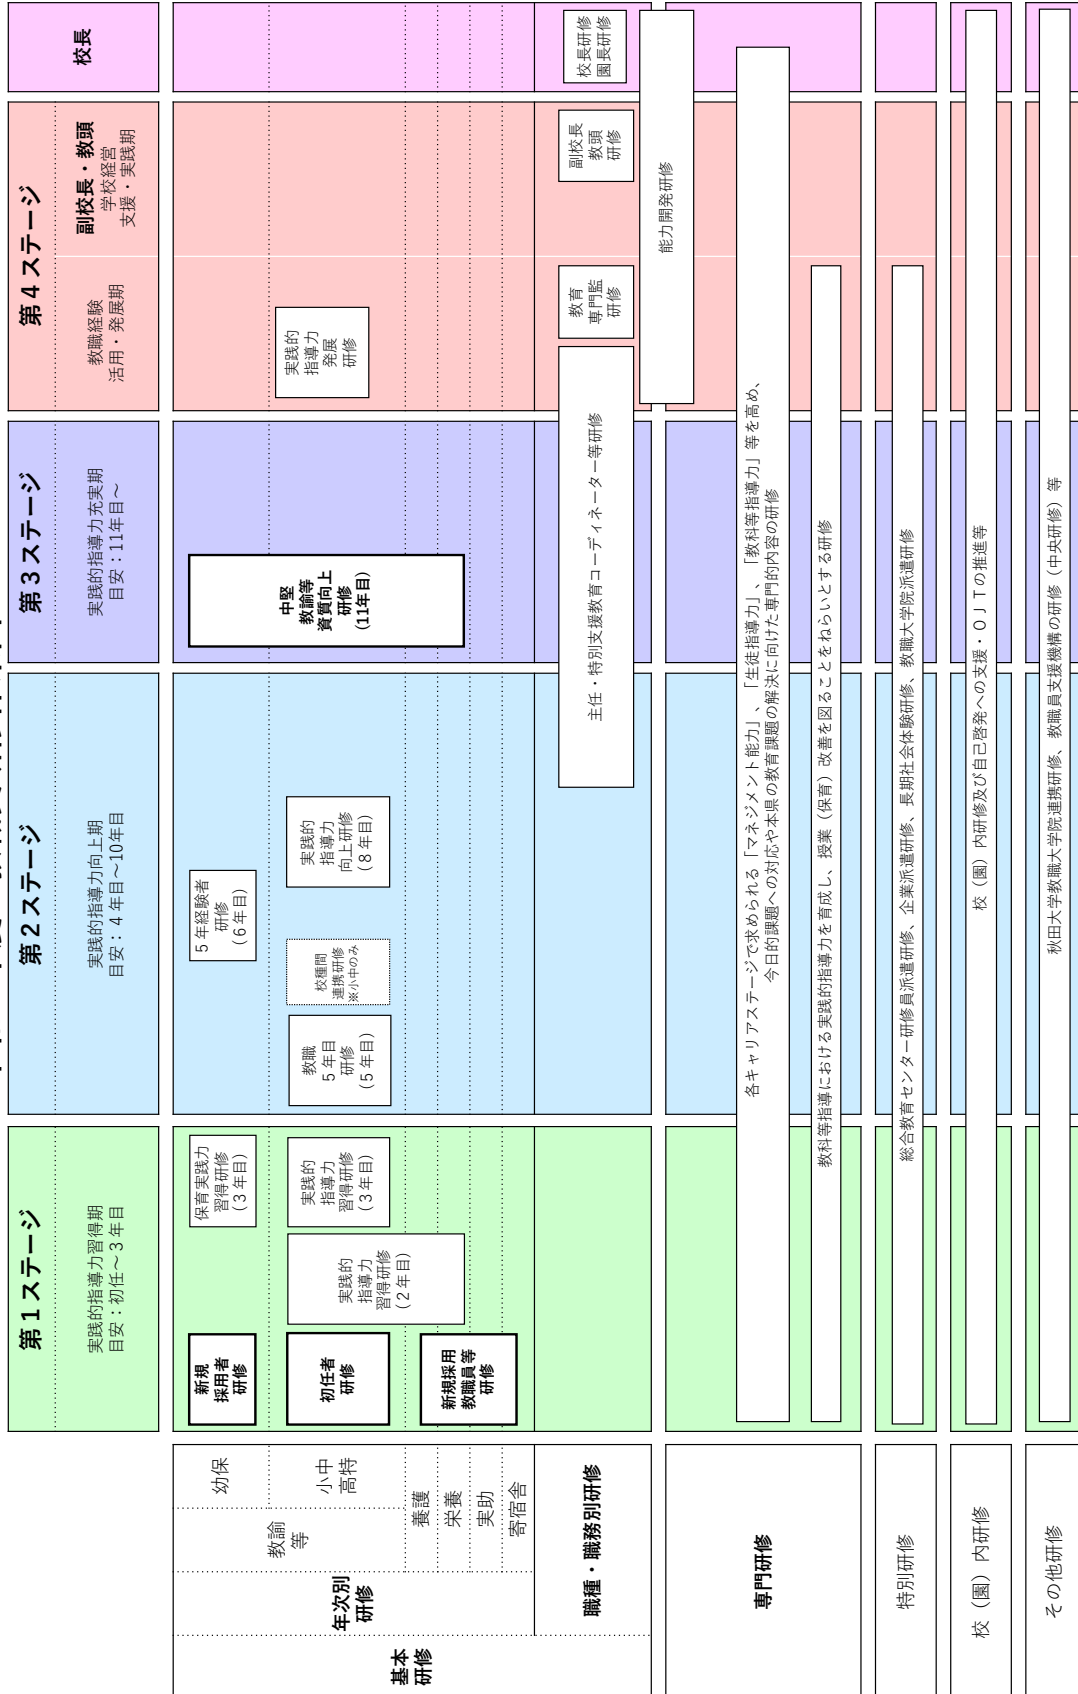 第１ステージ
実践的指導力習得期
目安：初任～３年目
第２ステージ
実践的指導力向上期
目安：４年目～10年目
第３ステージ
実践的指導力充実期
目安：11年目～
第４ステージ
教職経験
活用・発展期
副校長・教頭
学校経営
支援・実践期
校長
基本
研修
年次別
研修
教諭
等
幼保
新規
採用者
研修
保育実践力
習得研修
(３年目)
５年経験者
研修
(６年目)
中堅
教諭等
資質向上
研修
(11年目)
小中
高特
初任者
研修
実践的
指導力
習得研修
(２年目)
実践的
指導力
習得研修
(３年目)
教職
５年目
研修
(５年目)
校種間
連携研修
※小中のみ
実践的
指導力
向上研修
(８年目)
実践的
指導力
発展
研修
養護
栄養
実助
寄宿舎
新規採用
教職員等
研修
職種・職務別研修
主任・特別支援教育コーディネーター等研修
教育
専門監
研修
副校長
教頭
研修
校長研修
園長研修
能力開発研修
専門研修
各キャリアステージで求められる「マネジメント能力」、「生徒指導力」、「教科等指導力」等を高め、
今日的課題への対応や本県の教育課題の解決に向けた専門的内容の研修
教科等指導における実践的指導力を育成し、授業（保育）改善を図ることをねらいとする研修
特別研修
総合教育センター研修員派遣研修、企業派遣研修、長期社会体験研修、教職大学院派遣研修
校（園）内研修
校（園）内研修及び自己啓発への支援・ＯＪＴの推進等
その他研修
秋田大学教職大学院連携研修、教職員支援機構の研修（中央研修）等